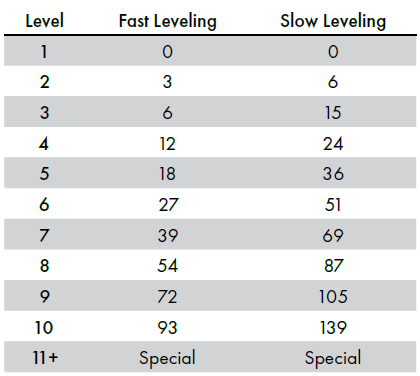 Level Fast Leveling Slow Leveling
1 0 0
2 3 6
3 6 15
4 12 24
5 18 36
6 27 51
7 39 69
8 54 87
9 72 105
10 93 139
11+ Special Special